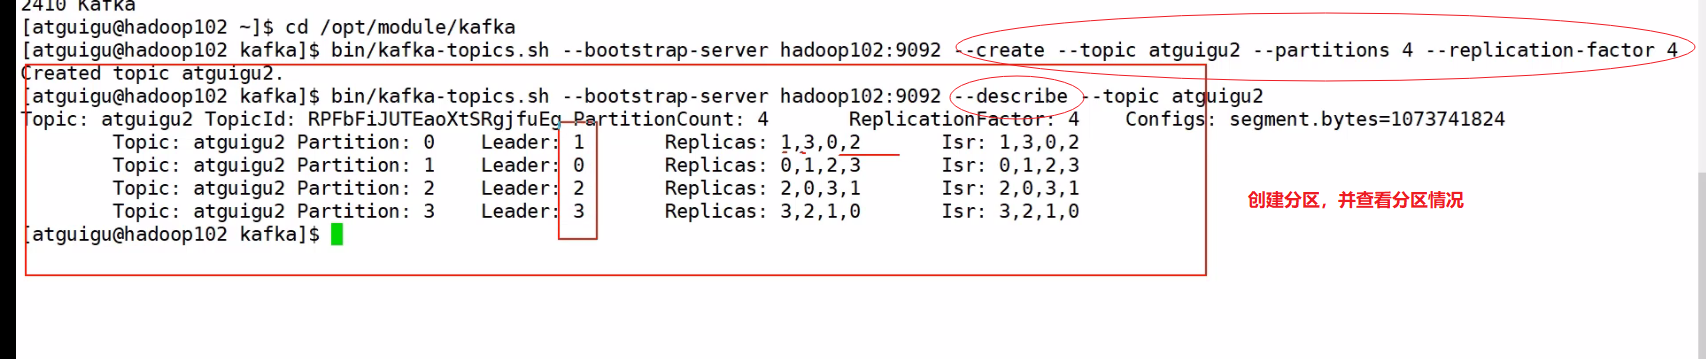 2410 Kafka
[atguigu@hadoop102 ~]$ cd /opt/module/kafka
[atguigu@hadoop102 kafka]$ bin/kafka-topics.sh --bootstrap-server hadoop102:9092 --create --topic atguigu2 --partitions 4 --replication-factor 4
Created topic atguigu2.
[atguigu@hadoop102 kafka]$ bin/kafka-topics.sh --bootstrap-server hadoop102:9092 --describe --topic atguigu2
Topic: atguigu2 TopicId: RPFbFiJUTEaoXtSRgjfuEg PartitionCount: 4 ReplicationFactor: 4 Configs: segment.bytes=1073741824
Topic: atguigu2 Partition: 0 Leader: 1 Replicas: 1,3,0,2 Isr: 1,3,0,2
Topic: atguigu2 Partition: 1 Leader: 0 Replicas: 0,1,2,3 Isr: 0,1,2,3
Topic: atguigu2 Partition: 2 Leader: 2 Replicas: 2,0,3,1 Isr: 2,0,3,1
Topic: atguigu2 Partition: 3 Leader: 3 Replicas: 3,2,1,0 Isr: 3,2,1,0
[atguigu@hadoop102 kafka]$
创建分区，并查看分区情况